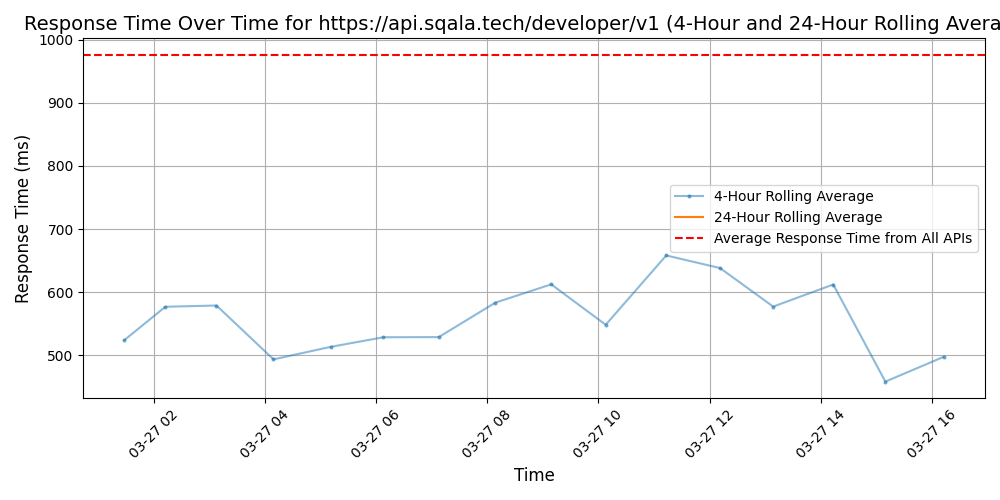 Response Time Over Time for https://api.sqala.tech/developer/v1 (4-Hour and 24-Hour Rolling Avera
1000
900
800
700
600
500
Response Time (ms)
4-Hour Rolling Average
24-Hour Rolling Average
Average Response Time from All APIs
03-27 02
03-27 04
03-27 06
03-27 08
03-27 10
03-27 12
03-27 14
03-27 16
Time